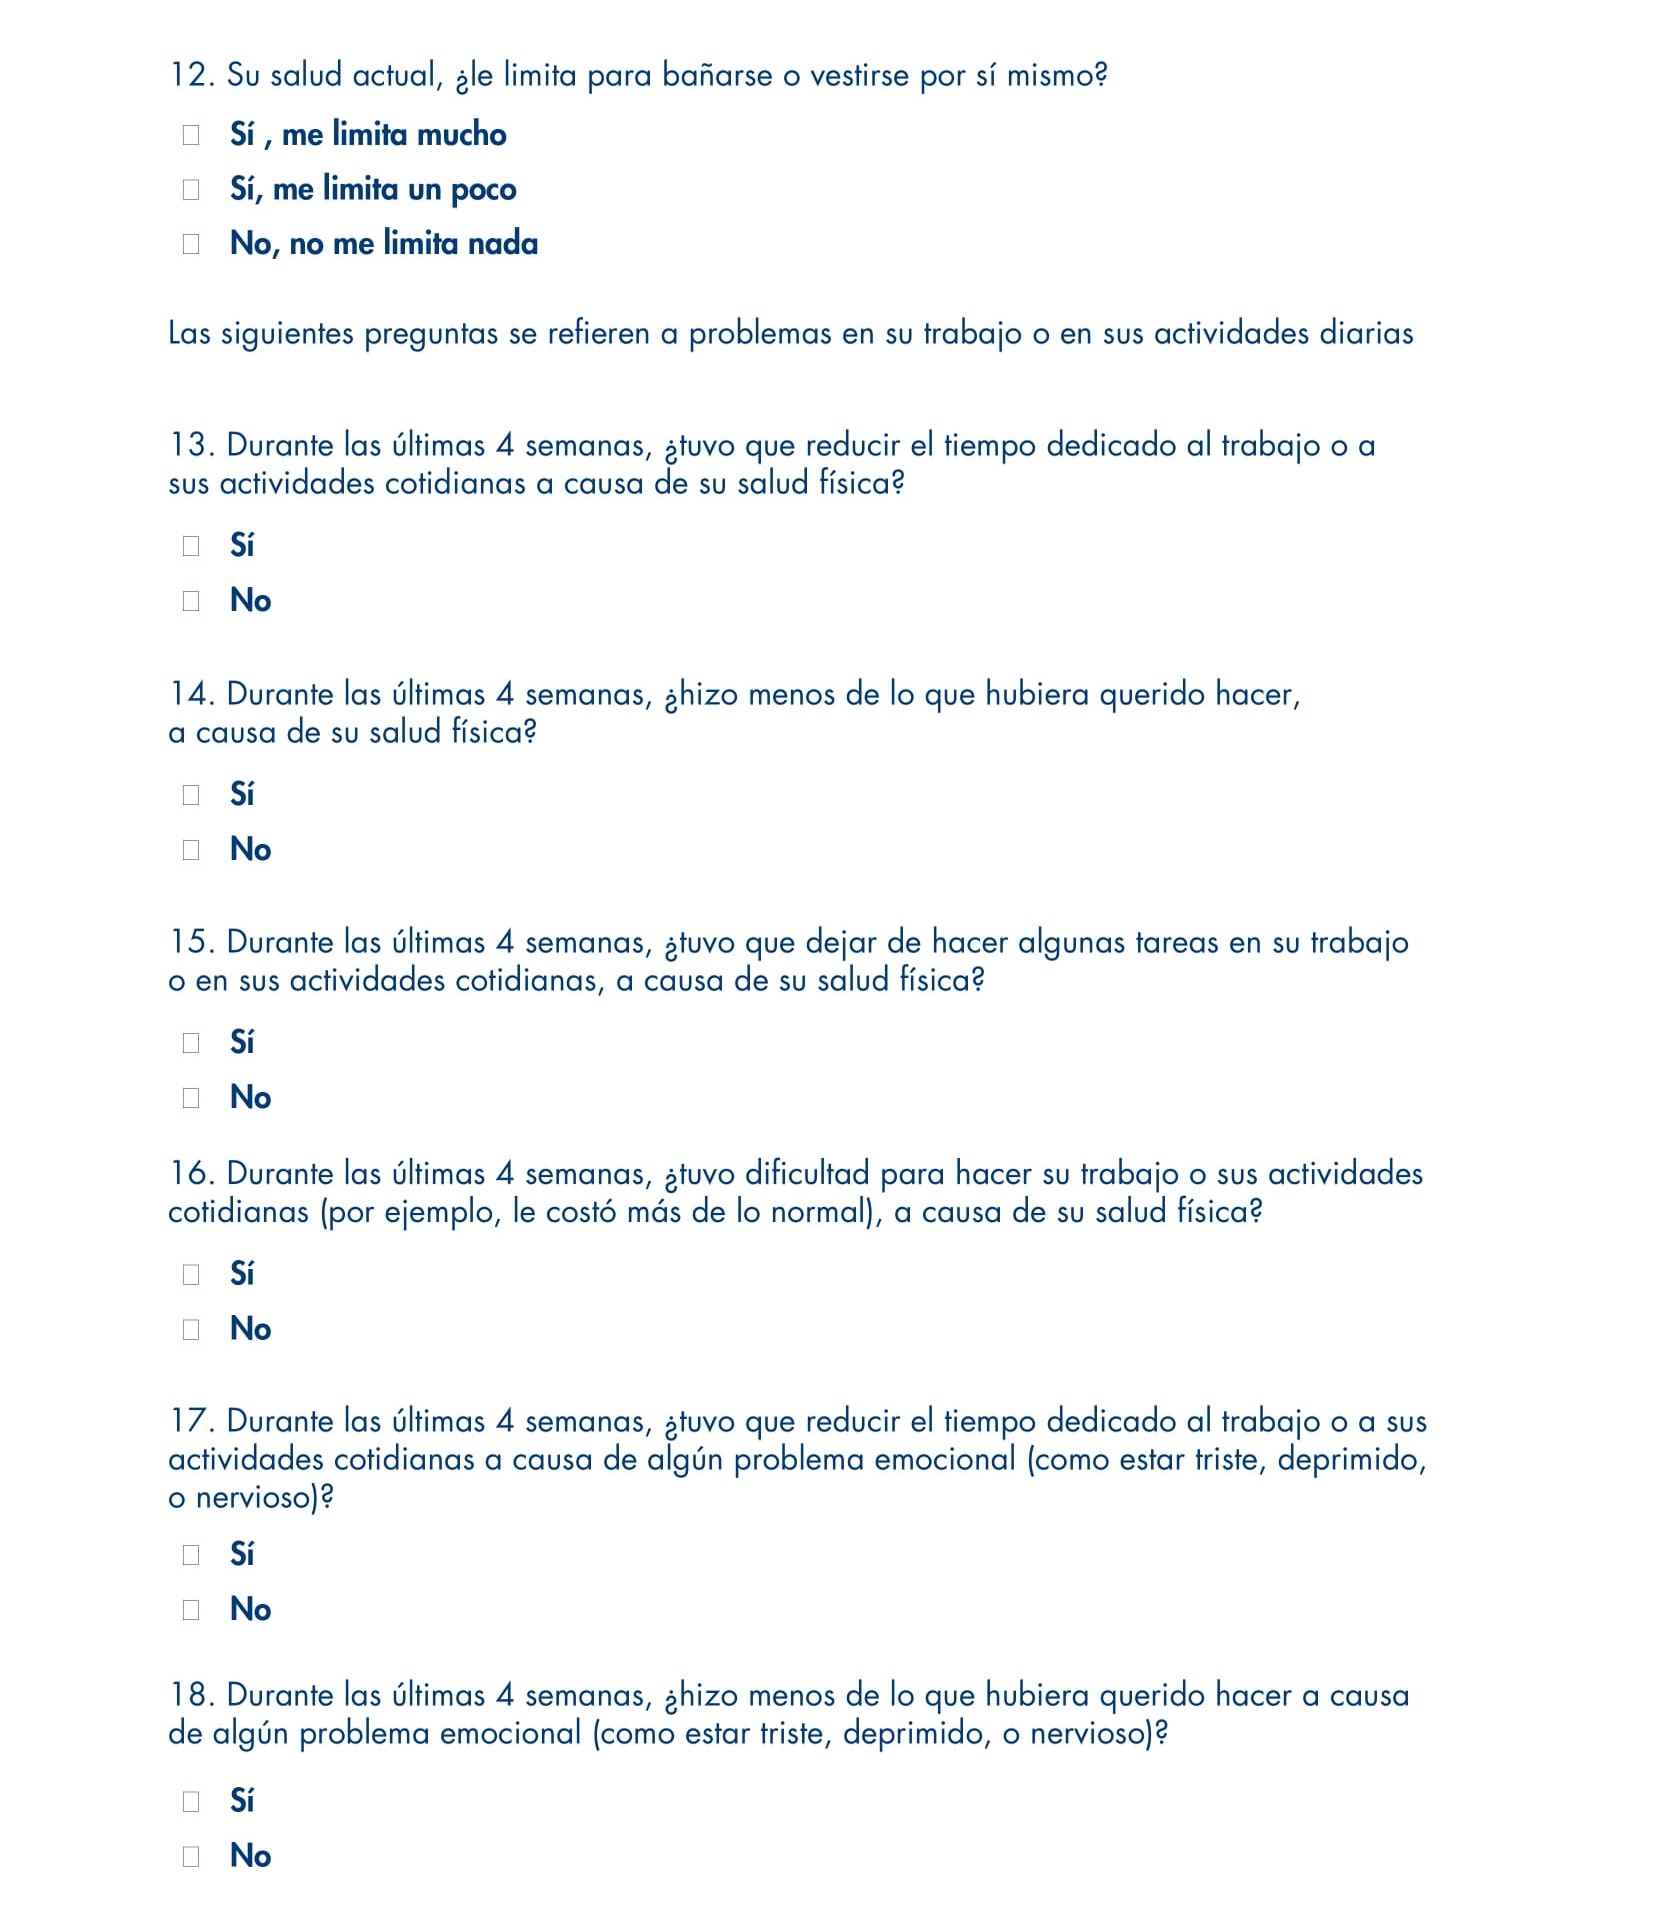 12. Su salud actual, ¿le limita para bañarse o vestirse por sí mismo?
Sí , me limita mucho
Sí, me limita un poco
No, no me limita nada
Las siguientes preguntas se refieren a problemas en su trabajo o en sus actividades diarias
13. Durante las últimas 4 semanas, ¿tuvo que reducir el tiempo dedicado al trabajo o a
sus actividades cotidianas a causa de su salud física?
Sí
No
14. Durante las últimas 4 semanas, ¿hizo menos de lo que hubiera querido hacer,
a causa de su salud física?
Sí
No
15. Durante las últimas 4 semanas, ¿tuvo que dejar de hacer algunas tareas en su trabajo
o en sus actividades cotidianas, a causa de su salud física?
Sí
No
16. Durante las últimas 4 semanas, ¿tuvo dificultad para hacer su trabajo o sus actividades
cotidianas (por ejemplo, le costó más de lo normal), a causa de su salud física?
Sí
No
17. Durante las últimas 4 semanas, ¿tuvo que reducir el tiempo dedicado al trabajo o a sus
actividades cotidianas a causa de algún problema emocional (como estar triste, deprimido,
o nervioso)?
Sí
No
18. Durante las últimas 4 semanas, ¿hizo menos de lo que hubiera querido hacer a causa
de algún problema emocional (como estar triste, deprimido, o nervioso)?
Sí
No